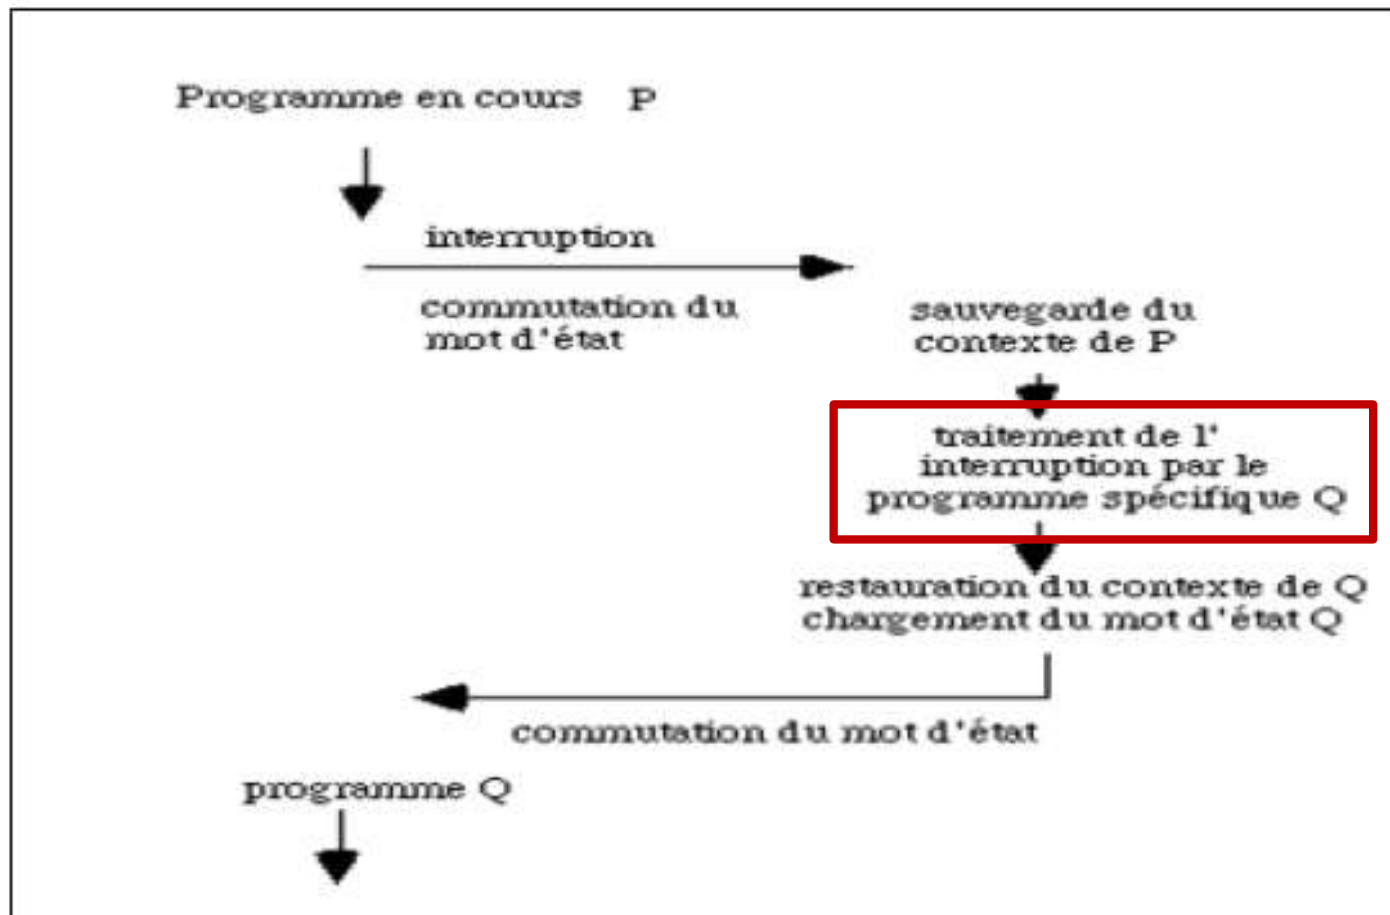 Programme en cours P
interruption
commutation du
mot d'état
sauvegarde du
contexte de P
traitement de l'
interruption par le
programme spécifique Q
restauration du contexte de Q
chargement du mot d'état Q
commutation du mot d'état
programme Q